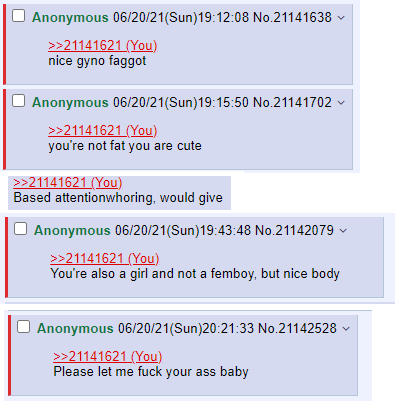 Anonymous 06/20/21(Sun)19:12:08 No.21141638
>>21141621 (You)
nice gyno faggot
Anonymous 06/20/21(Sun)19:15:50 No.21141702
>>21141621 (You)
you're not fat you are cute
>>21141621 (You)
Based attentionwhoring, would give
Anonymous 06/20/21(Sun)19:43:48 No.21142079
>>21141621 (You)
You're also a girl and not a femboy, but nice body
Anonymous 06/20/21(Sun)20:21:33 No.21142528
>>21141621 (You)
Please let me fuck your ass baby